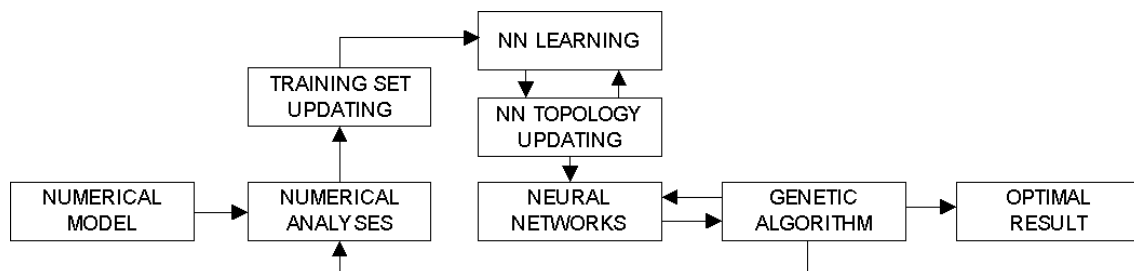 NN LEARNING
TRAINING SET
UPDATING
NN TOPOLOGY
UPDATING
NUMERICAL
MODEL
NUMERICAL
ANALYSES
NEURAL
NETWORKS
GENETIC
ALGORITHM
OPTIMAL
RESULT